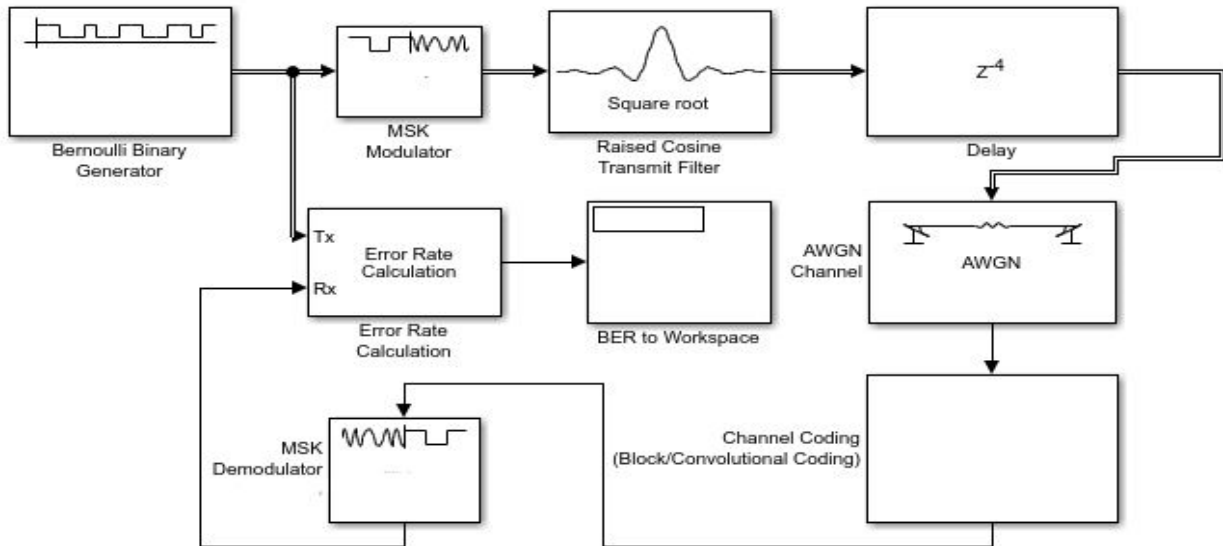 Bernoulli Binary
Generator
MSK
Modulator
Square root
Raised Cosine
Transmit Filter
Z-4
Delay
Tx
Rx
Error Rate
Calculation
Error Rate
Calculation
BER to Workspace
AWGN
Channel
AWGN
MSK
Demodulator
Channel Coding
(Block/Convolutional Coding)